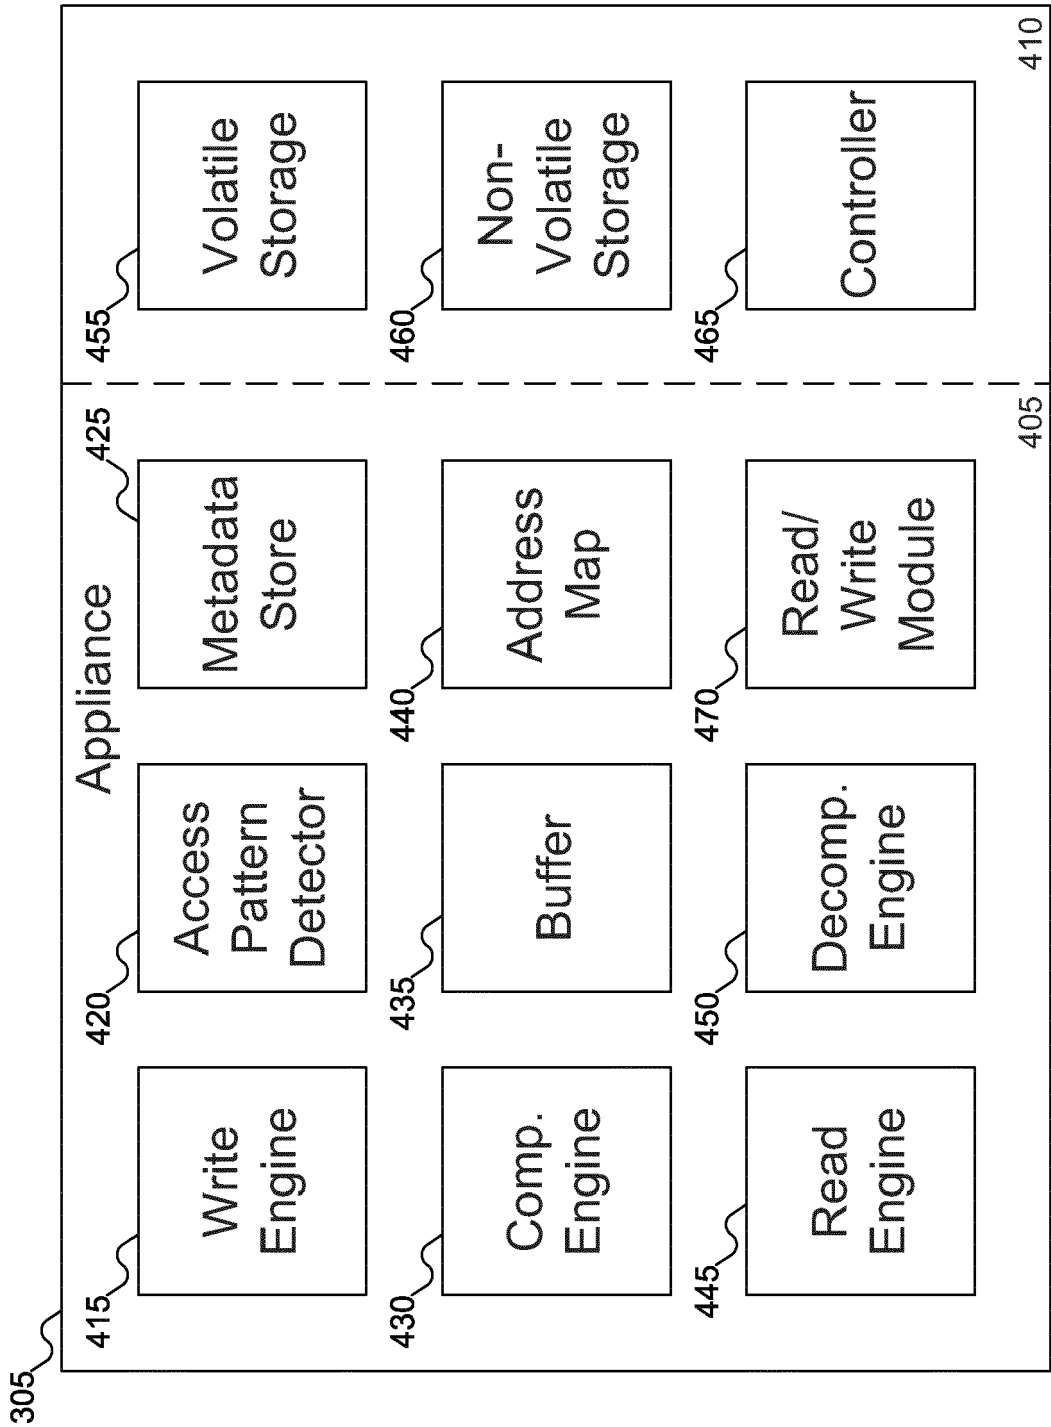 305
Appliance
415
Write
Engine
420
Access
Pattern
Detector
425
Metadata
Store
455
Volatile
Storage
430
Comp.
Engine
435
Buffer
440
Address
Map
460
Non-
Volatile
Storage
445
Read
Engine
450
Decomp.
Engine
470
Read/
Write
Module
465
Controller
405
410